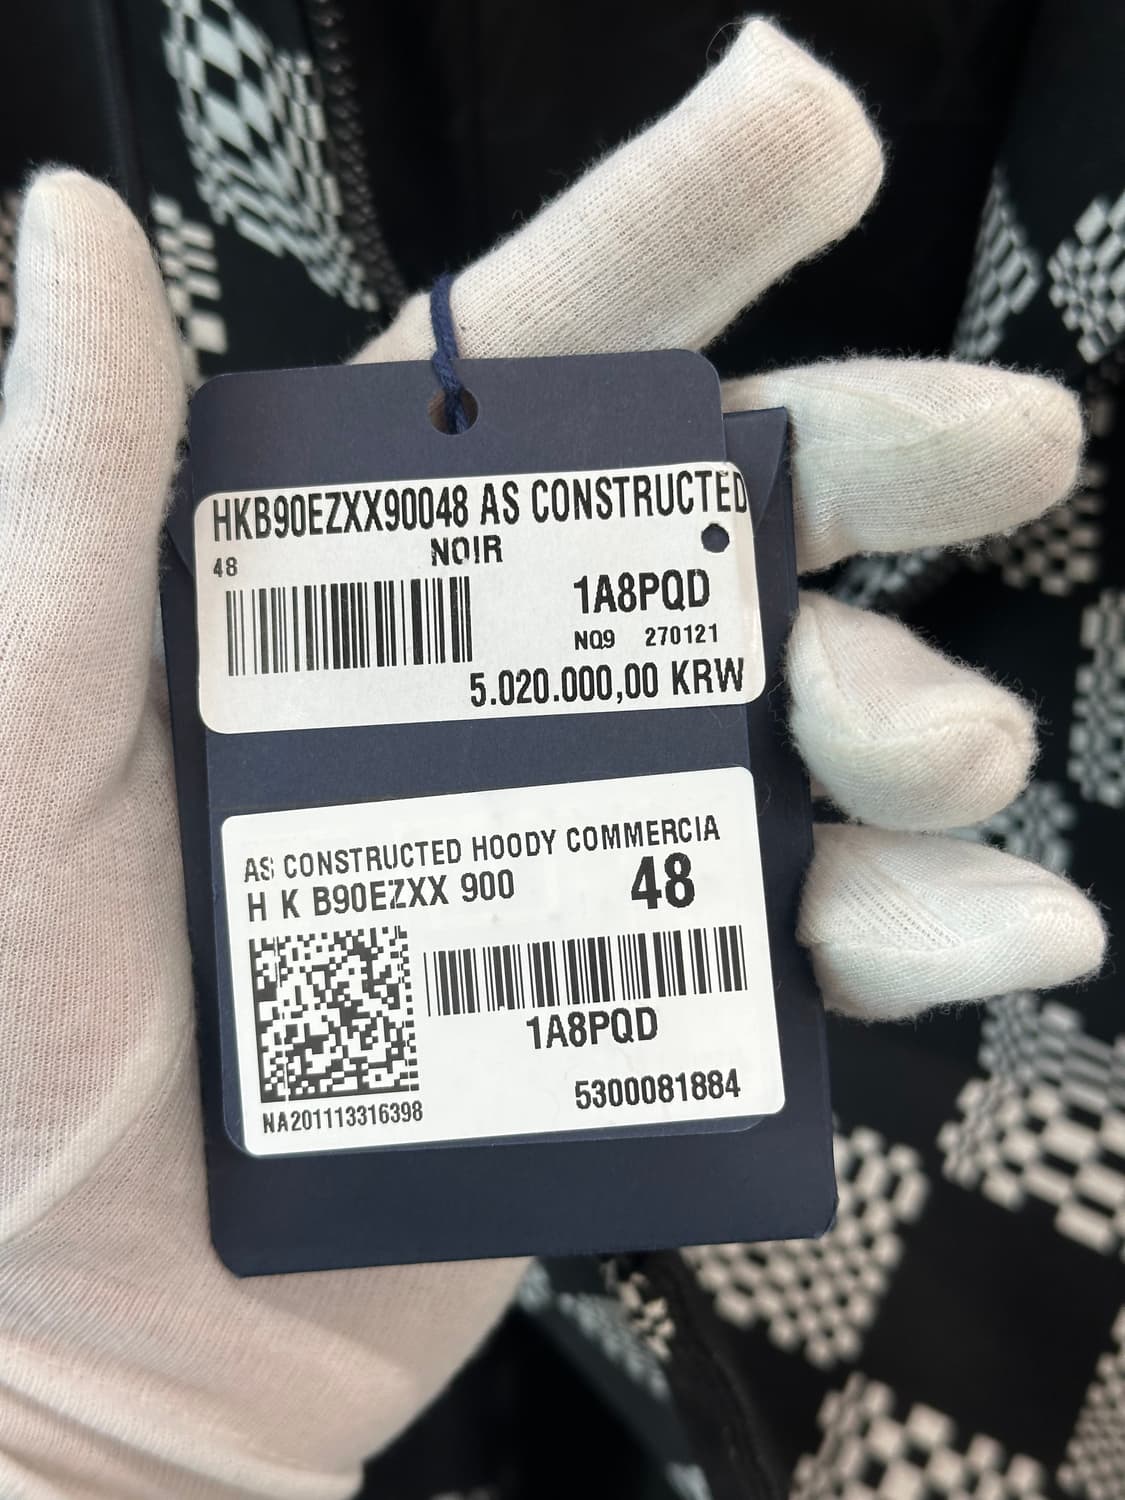 HKB90EZXX90048 AS CONSTRUCTED
48 NOIR
1A8PQD
NQ9 270121
5.020.000,00 KRW
AS CONSTRUCTED HOODY COMMERCIA
H K B90EZXX 900 48
1A8PQD
5300081884
NA201113316398